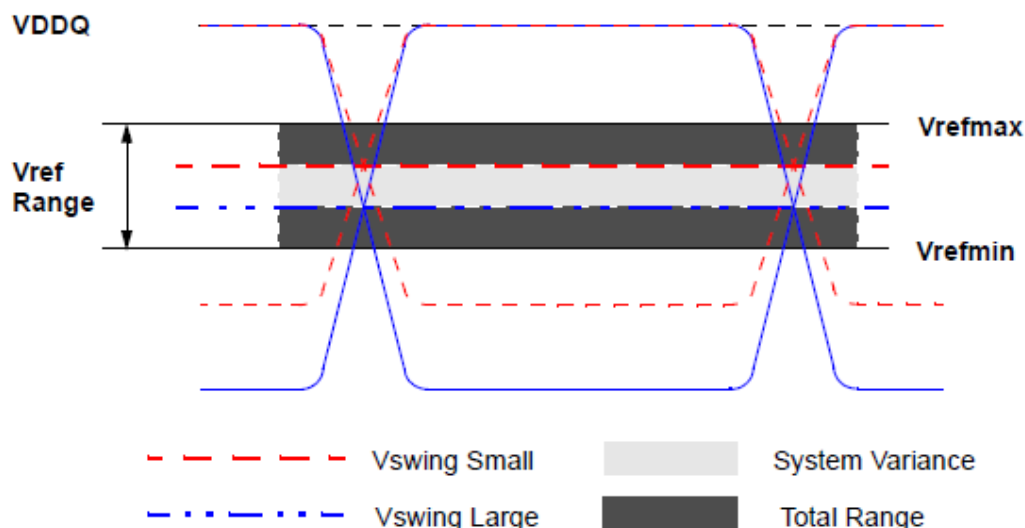 VDDQ
Vrefmax
Vref
Range
Vrefmin
Vswing Small
System Variance
Vswing Large
Total Range